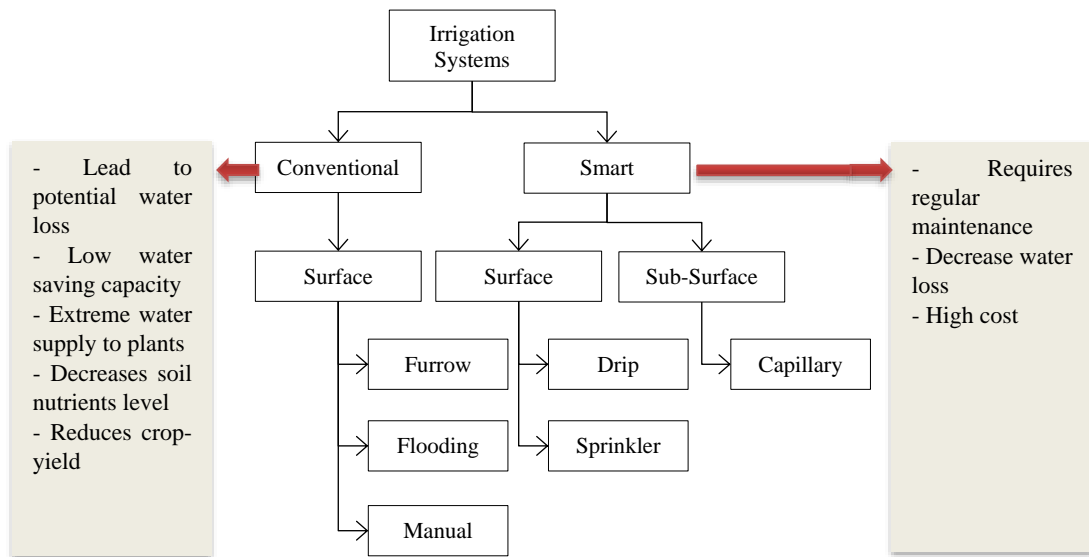 Irrigation
Systems
Conventional
Smart
- Lead to
potential water
loss
- Low water
saving capacity
- Extreme water
supply to plants
- Decreases soil
nutrients level
- Reduces crop-
yield
- Requires
regular
maintenance
- Decrease water
loss
- High cost
Surface
Surface
Sub-Surface
Furrow
Drip
Capillary
Flooding
Sprinkler
Manual